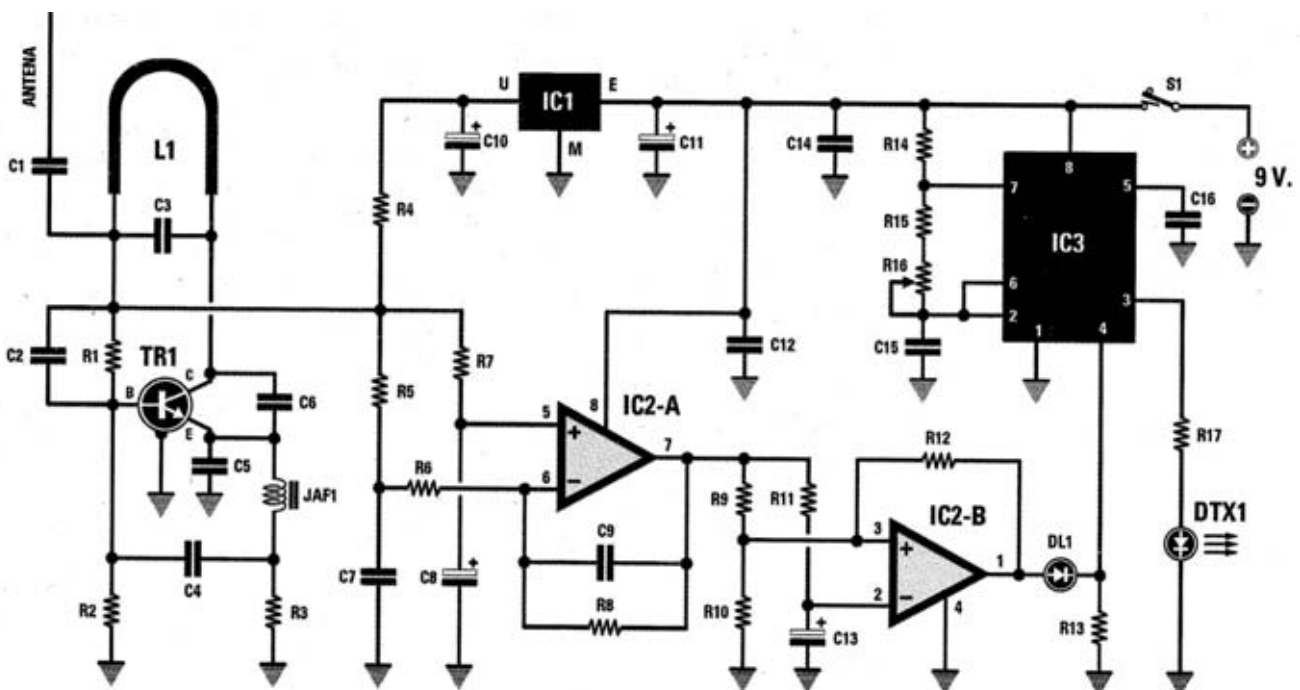 ANTENA
L1
C1
C3
C2
R1
TR1
B
C
E
C6
C5
JAF1
C4
R2
R3
U
IC1
E
M
C10
C11
R4
R5
R7
R6
C7
C8
IC2-A
5
+
6
−
8
7
C9
R8
C12
C14
R14
R15
R16
C15
IC3
7
8
5
6
2
1
4
3
C16
S1
+
9 V.
−
R9
R11
R10
C13
R12
IC2-B
3
+
2
−
1
4
DL1
R13
R17
DTX1